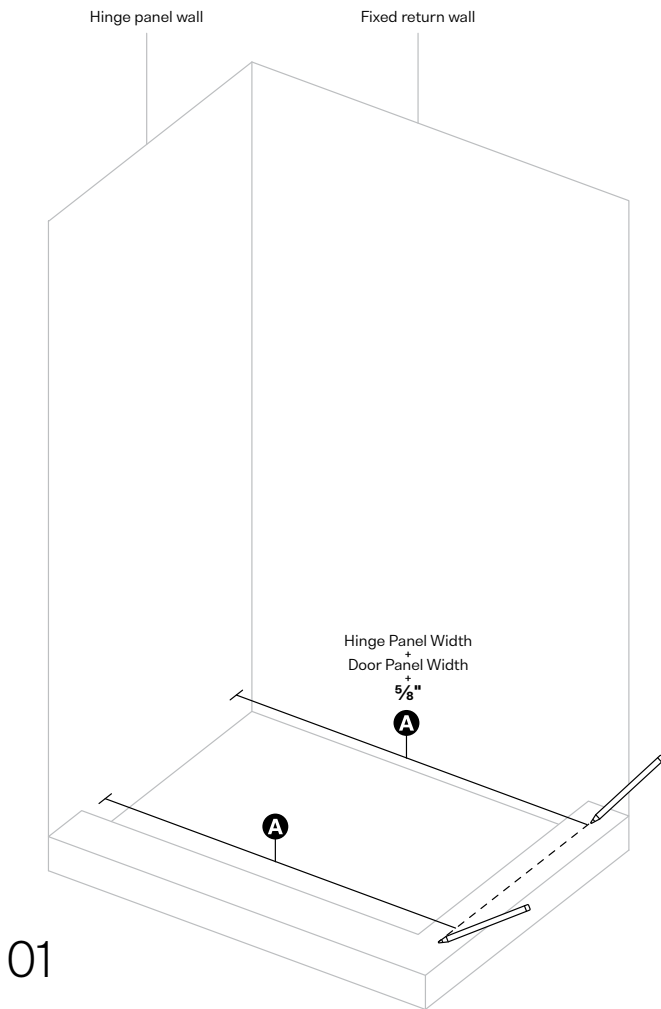 Hinge panel wall
Fixed return wall
Hinge Panel Width
+
Door Panel Width
+
⅝"
A
A
01